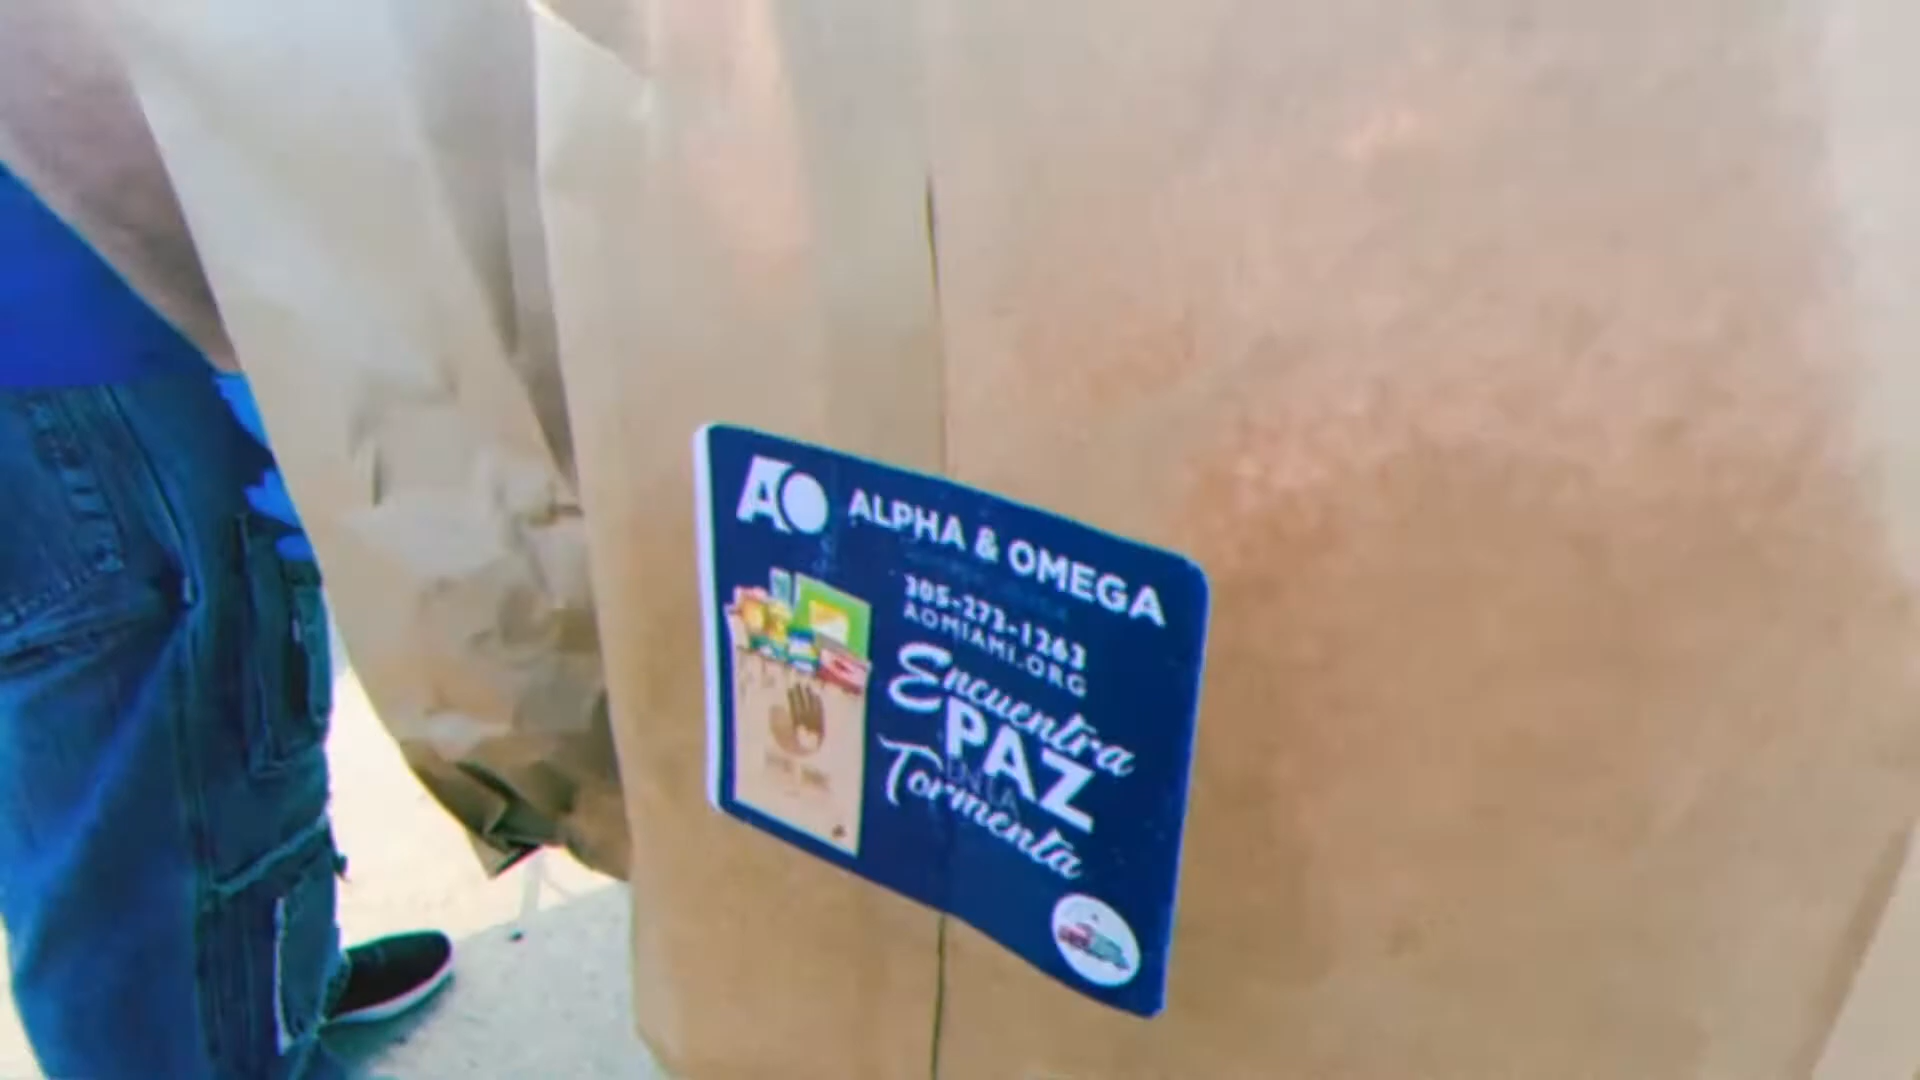 AO ALPHA & OMEGA
305-273-1263
AOMIAMI.ORG
Encuentra
PAZ
EN LA
Tormenta